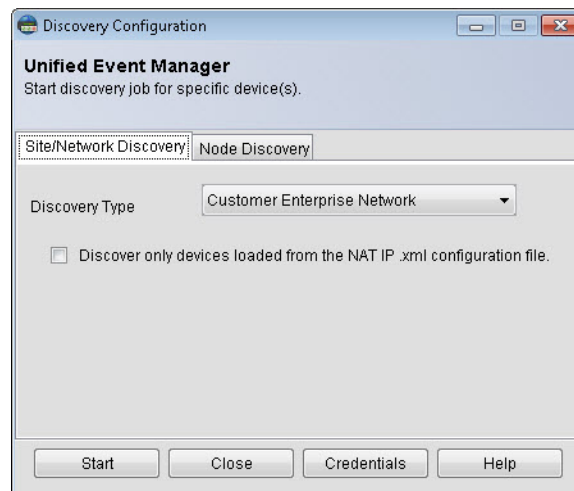 Discovery Configuration
Unified Event Manager
Start discovery job for specific device(s).
Site/Network Discovery Node Discovery
Discovery Type Customer Enterprise Network
Discover only devices loaded from the NAT IP .xml configuration file.
Start Close Credentials Help